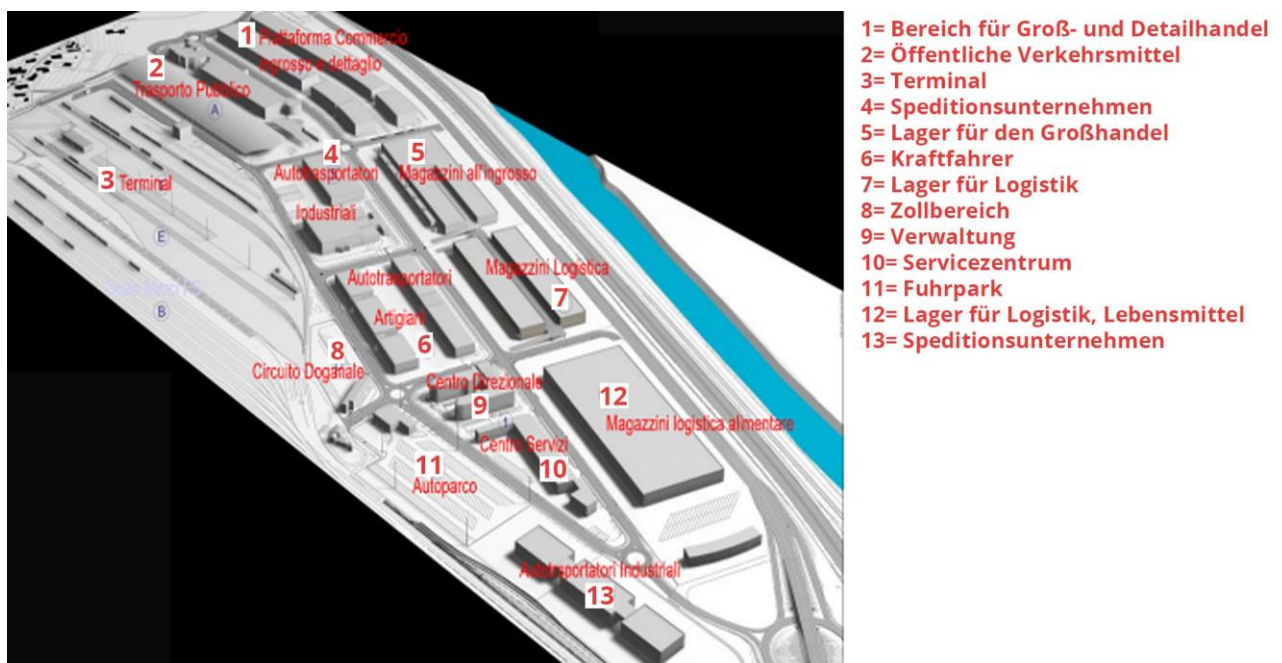 1
Piattaforma Commercio
ingrosso e dettaglio
2
Trasporto Pubblico
A
3 Terminal
4
Autotrasportatori
Industriali
5
Magazzini all'ingrosso
E
B
Autotrasportatori
Artigiani
6
Magazzini Logistica
7
8
Circuito Doganale
Centro Direzionale
9
1
Centro Servizi
10
11
Autoparco
12
Magazzini logistica alimentare
Autotrasportatori Industriali
13
1= Bereich für Groß- und Detailhandel
2= Öffentliche Verkehrsmittel
3= Terminal
4= Speditionsunternehmen
5= Lager für den Großhandel
6= Kraftfahrer
7= Lager für Logistik
8= Zollbereich
9= Verwaltung
10= Servicezentrum
11= Fuhrpark
12= Lager für Logistik, Lebensmittel
13= Speditionsunternehmen